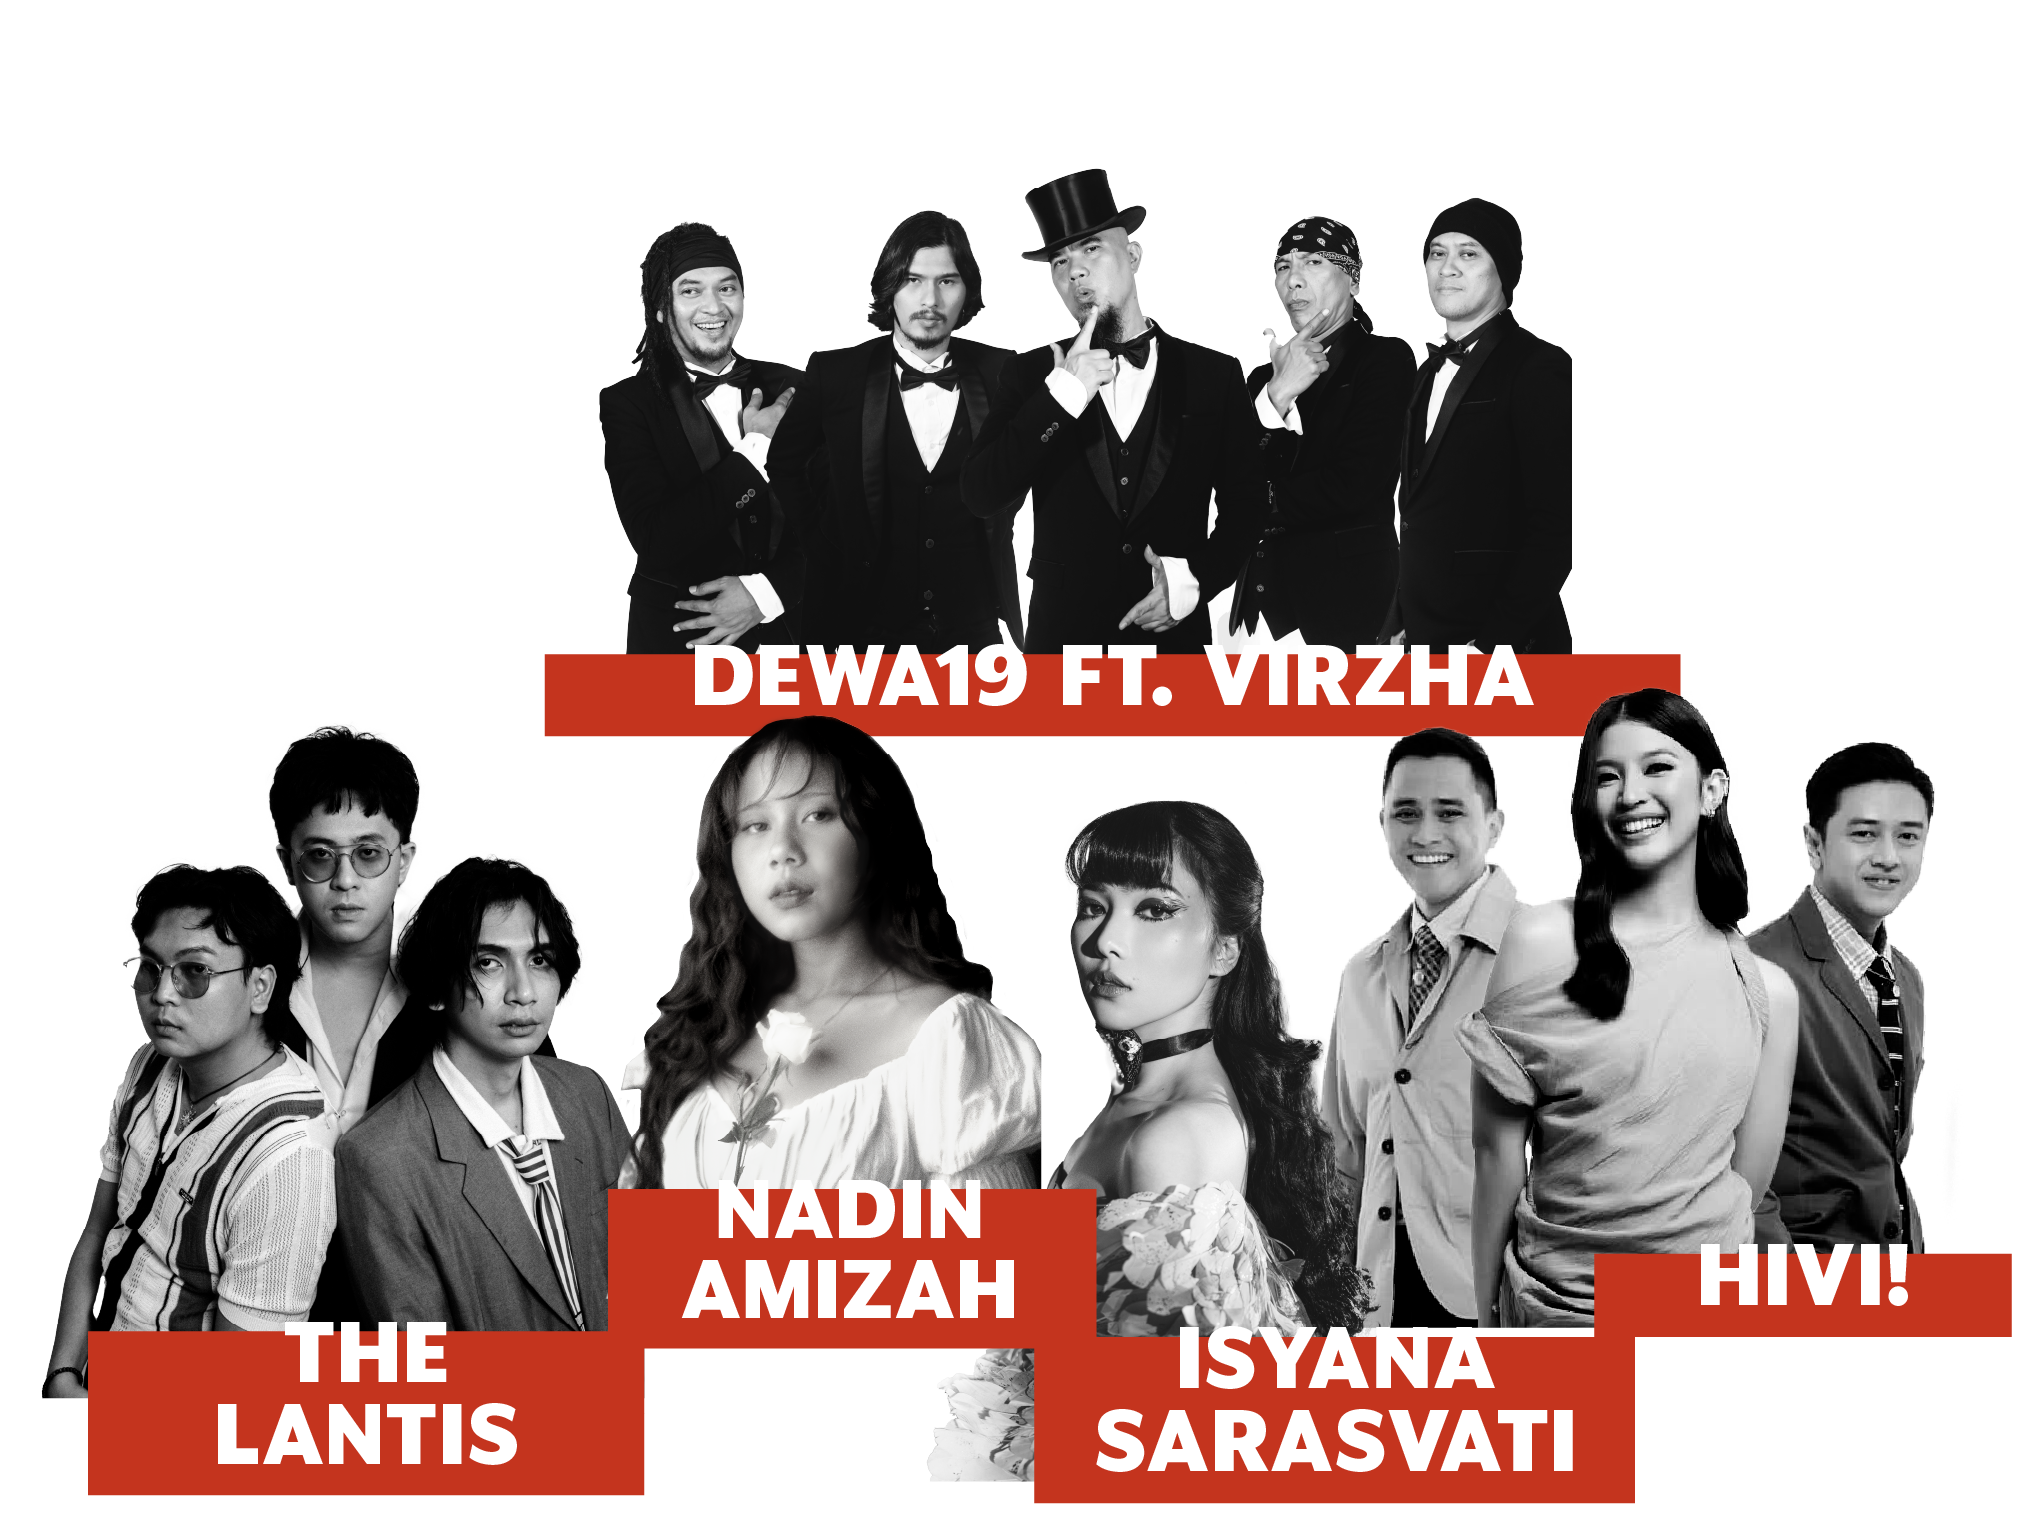 DEWA19 FT. VIRZHA
NADIN
AMIZAH
HIVI!
THE
LANTIS
ISYANA
SARASVATI